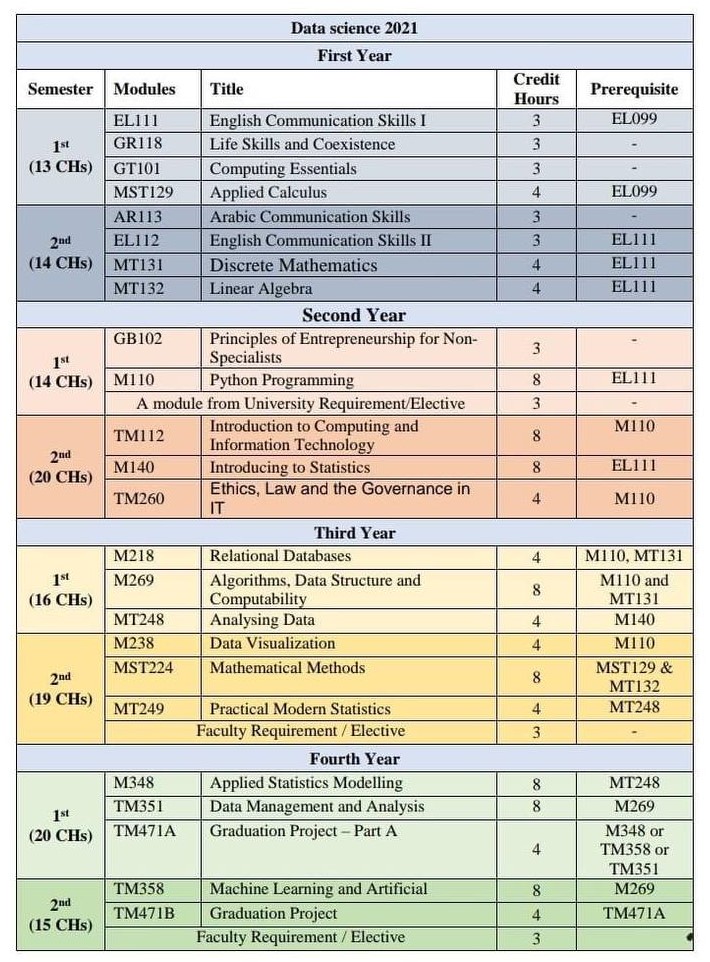 Data science 2021
First Year
Semester Modules Title Credit Hours Prerequisite
1st (13 CHs)
EL111 English Communication Skills I 3 EL099
GR118 Life Skills and Coexistence 3 -
GT101 Computing Essentials 3 -
MST129 Applied Calculus 4 EL099
2nd (14 CHs)
AR113 Arabic Communication Skills 3 -
EL112 English Communication Skills II 3 EL111
MT131 Discrete Mathematics 4 EL111
MT132 Linear Algebra 4 EL111
Second Year
1st (14 CHs)
GB102 Principles of Entrepreneurship for Non-
Specialists 3 -
M110 Python Programming 8 EL111
A module from University Requirement/Elective 3 -
2nd (20 CHs)
TM112 Introduction to Computing and
Information Technology 8 M110
M140 Introducing to Statistics 8 EL111
TM260 Ethics, Law and the Governance in
IT 4 M110
Third Year
1st (16 CHs)
M218 Relational Databases 4 M110, MT131
M269 Algorithms, Data Structure and
Computability 8 M110 and
MT131
MT248 Analysing Data 4 M140
2nd (19 CHs)
M238 Data Visualization 4 M110
MST224 Mathematical Methods 8 MST129 &
MT132
MT249 Practical Modern Statistics 4 MT248
Faculty Requirement / Elective 3 -
Fourth Year
1st (20 CHs)
M348 Applied Statistics Modelling 8 MT248
TM351 Data Management and Analysis 8 M269
TM471A Graduation Project – Part A 4 M348 or
TM358 or
TM351
2nd (15 CHs)
TM358 Machine Learning and Artificial 8 M269
TM471B Graduation Project 4 TM471A
Faculty Requirement / Elective 3